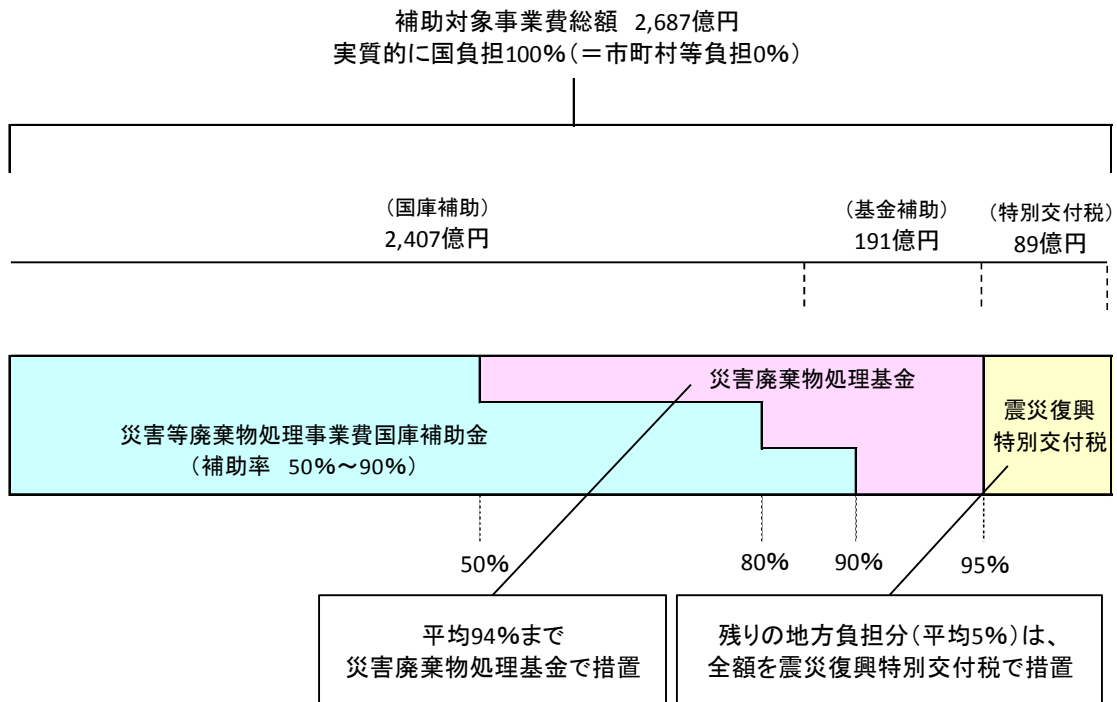 補助対象事業費総額 2,687億円
実質的に国負担100%(＝市町村等負担0%)
(国庫補助)
2,407億円
(基金補助)
191億円
(特別交付税)
89億円
災害等廃棄物処理事業費国庫補助金
(補助率 50%～90%)
災害廃棄物処理基金
震災復興
特別交付税
50%
80%
90%
95%
平均94%まで
災害廃棄物処理基金で措置
残りの地方負担分(平均5%)は、
全額を震災復興特別交付税で措置